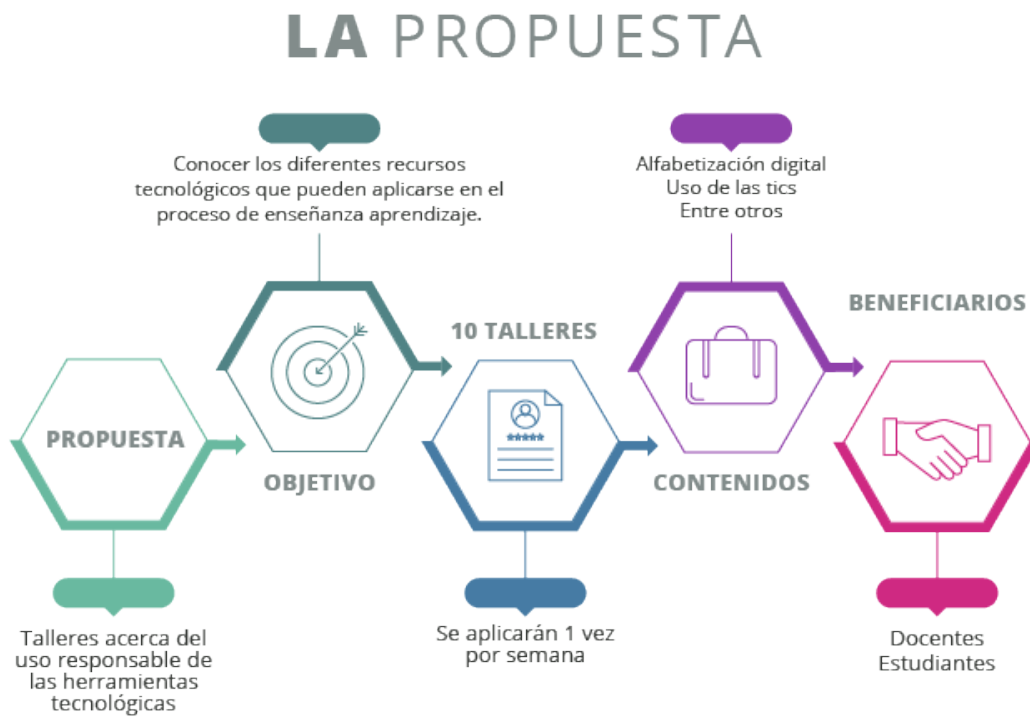 LA PROPUESTA
PROPUESTA
Talleres acerca del
uso responsable de
las herramientas
tecnológicas
Conocer los diferentes recursos
tecnológicos que pueden aplicarse en el
proceso de enseñanza aprendizaje.
OBJETIVO
10 TALLERES
Se aplicarán 1 vez
por semana
Alfabetización digital
Uso de las tics
Entre otros
CONTENIDOS
BENEFICIARIOS
Docentes
Estudiantes